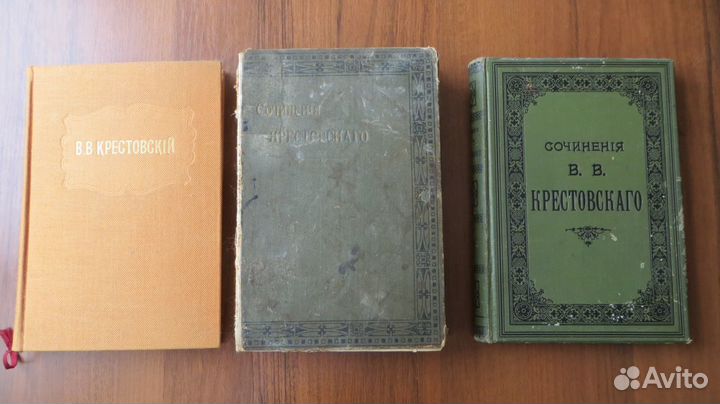 В.В КРЕСТОВСКІЙ
СОЧИНЕНІЯ
КРЕСТОВСКАГО
СОЧИНЕНІЯ
В. В.
КРЕСТОВСКАГО
Avito